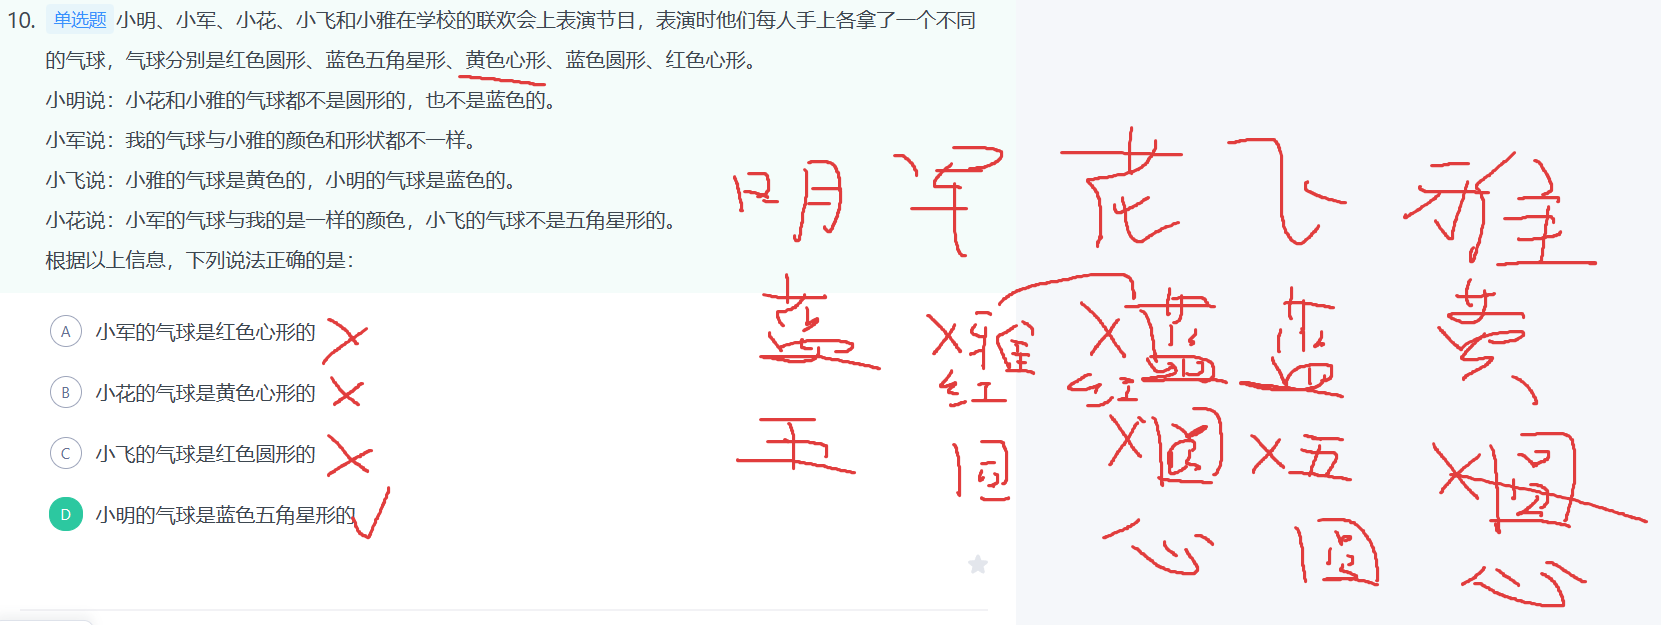 10. 单选题 小明、小军、小花、小飞和小雅在学校的联欢会上表演节目，表演时他们每人手上各拿了一个不同
的气球，气球分别是红色圆形、蓝色五角星形、黄色心形、蓝色圆形、红色心形。
小明说：小花和小雅的气球都不是圆形的，也不是蓝色的。
小军说：我的气球与小雅的颜色和形状都不一样。
小飞说：小雅的气球是黄色的，小明的气球是蓝色的。
小花说：小军的气球与我的是一样的颜色，小飞的气球不是五角星形的。
根据以上信息，下列说法正确的是：
A 小军的气球是红色心形的
B 小花的气球是黄色心形的
C 小飞的气球是红色圆形的
D 小明的气球是蓝色五角星形的
明 军 花 飞 雅
蓝 X雅 X蓝 蓝 黄
红 红
五 圆 X圆 X五 X圆
心 圆 心